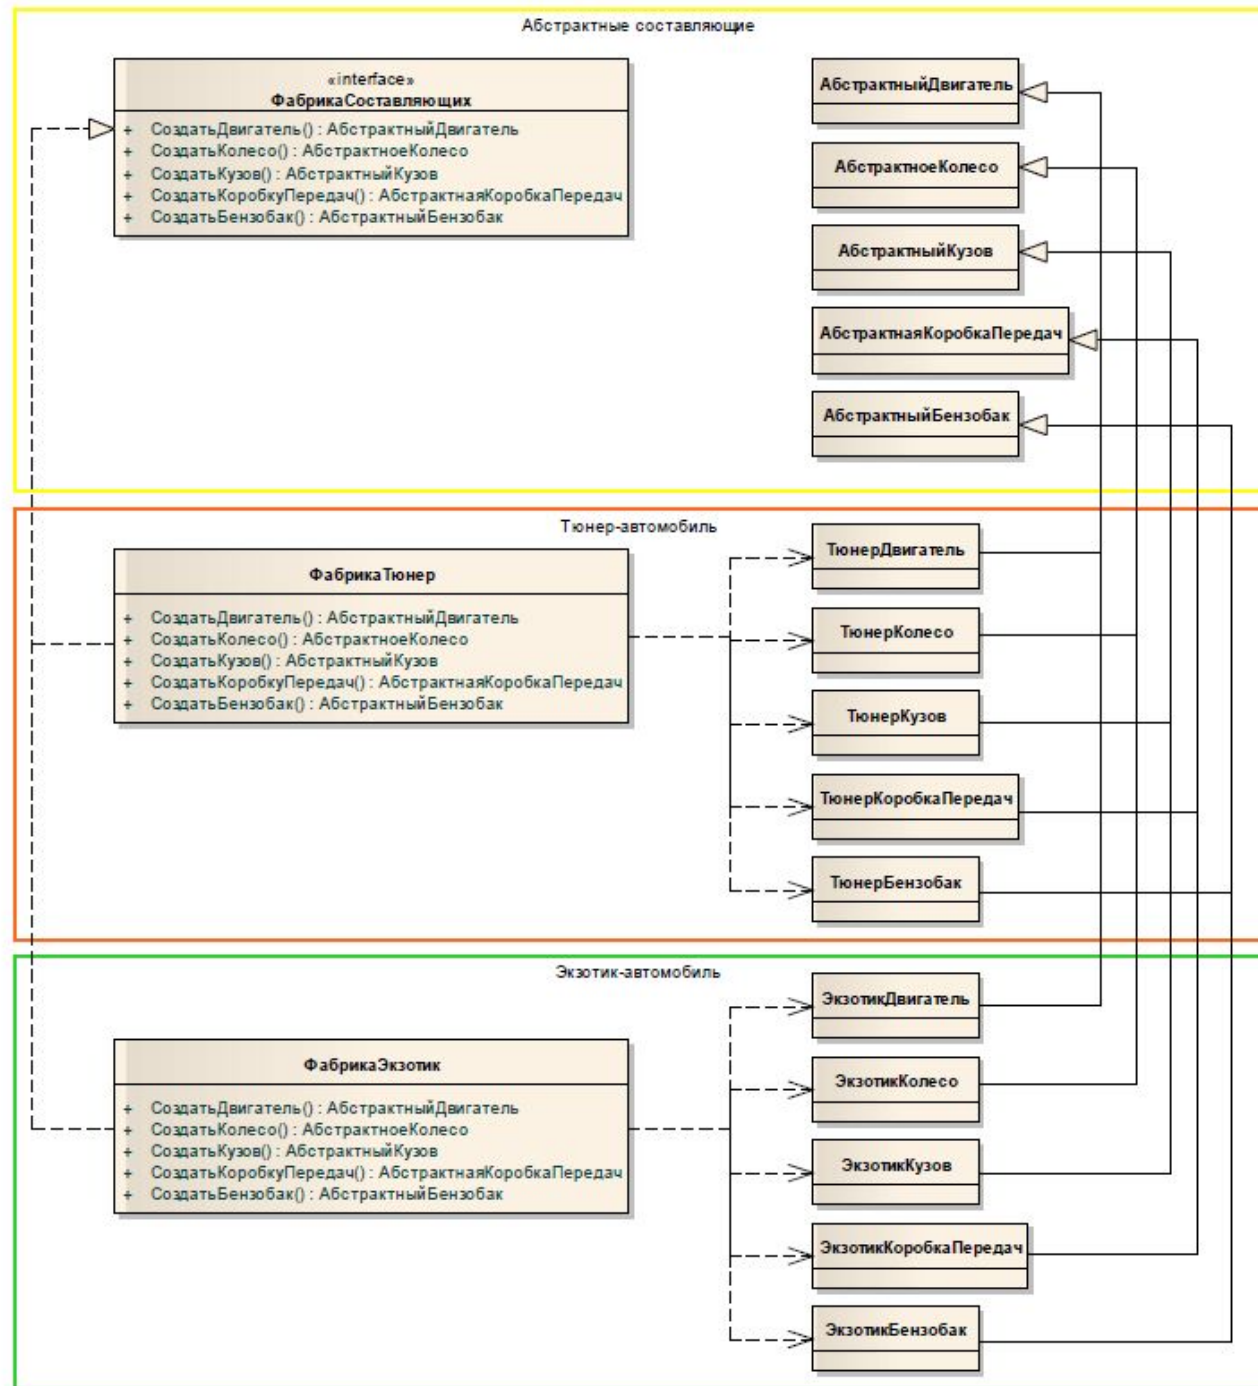 Абстрактные составляющие
«interface»
ФабрикаСоставляющих
+ СоздатьДвигатель() : АбстрактныйДвигатель
+ СоздатьКолесо() : АбстрактноеКолесо
+ СоздатьКузов() : АбстрактныйКузов
+ СоздатьКоробкуПередач() : АбстрактнаяКоробкаПередач
+ СоздатьБензобак() : АбстрактныйБензобак
АбстрактныйДвигатель
АбстрактноеКолесо
АбстрактныйКузов
АбстрактнаяКоробкаПередач
АбстрактныйБензобак
Тюнер-автомобиль
ФабрикаТюнер
+ СоздатьДвигатель() : АбстрактныйДвигатель
+ СоздатьКолесо() : АбстрактноеКолесо
+ СоздатьКузов() : АбстрактныйКузов
+ СоздатьКоробкуПередач() : АбстрактнаяКоробкаПередач
+ СоздатьБензобак() : АбстрактныйБензобак
ТюнерДвигатель
ТюнерКолесо
ТюнерКузов
ТюнерКоробкаПередач
ТюнерБензобак
Экзотик-автомобиль
ФабрикаЭкзотик
+ СоздатьДвигатель() : АбстрактныйДвигатель
+ СоздатьКолесо() : АбстрактноеКолесо
+ СоздатьКузов() : АбстрактныйКузов
+ СоздатьКоробкуПередач() : АбстрактнаяКоробкаПередач
+ СоздатьБензобак() : АбстрактныйБензобак
ЭкзотикДвигатель
ЭкзотикКолесо
ЭкзотикКузов
ЭкзотикКоробкаПередач
ЭкзотикБензобак